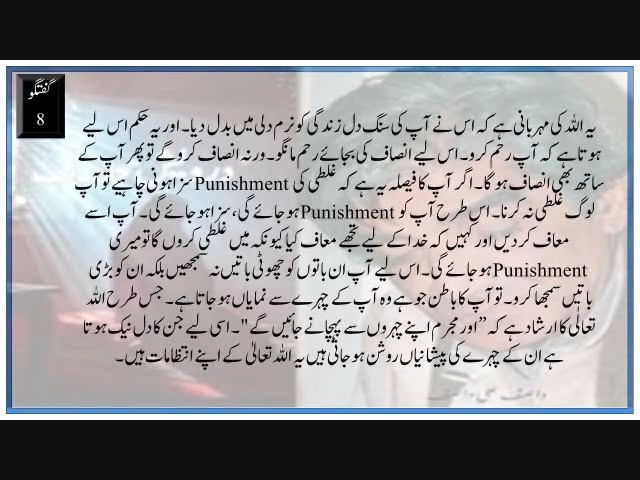 گفتگو
8
یہ اللہ کی مہربانی ہے کہ اس نے آپ کی سنگ دل زندگی کو نرم دلی میں بدل دیا۔ اور یہ حکم اس لیے
ہوتا ہے کہ آپ رحم کرو۔ اس لیے انصاف کی بجائے رحم مانگو۔ ورنہ انصاف کرو گے تو پھر آپ کے
ساتھ بھی انصاف ہو گا۔ اگر آپ کا فیصلہ یہ ہے کہ غلطی کی Punishment سزا ہونی چاہیے تو آپ
لوگ غلطی نہ کرنا۔ اس طرح آپ کو Punishment ہو جائے گی، سزا ہو جائے گی۔ آپ اسے
معاف کر دیں اور کہیں کہ خدا کے لیے تجھے معاف کیا کیونکہ میں غلطی کروں گا تو میری
Punishment ہو جائے گی۔ اس لیے آپ ان باتوں کو چھوٹی باتیں نہ سمجھیں بلکہ ان کو بڑی
باتیں سمجھا کرو۔ تو آپ کا باطن جو ہے وہ آپ کے چہرے سے نمایاں ہو جاتا ہے۔ جس طرح اللہ
تعالٰی کا ارشاد ہے کہ ”اور مجرم اپنے چہروں سے پہچانے جائیں گے"۔ اسی لیے جن کا دل نیک ہوتا
ہے ان کے چہرے کی پیشانیاں روشن ہو جاتی ہیں یہ اللہ تعالٰی کے اپنے انتظامات ہیں۔
واصف علی واصف